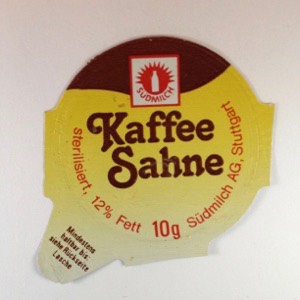 SÜDMILCH
Kaffee
Sahne
sterilisiert, 12% Fett 10g Südmilch AG, Stuttgart
Mindestens
haltbar bis:
siehe Rückseite
Lasche